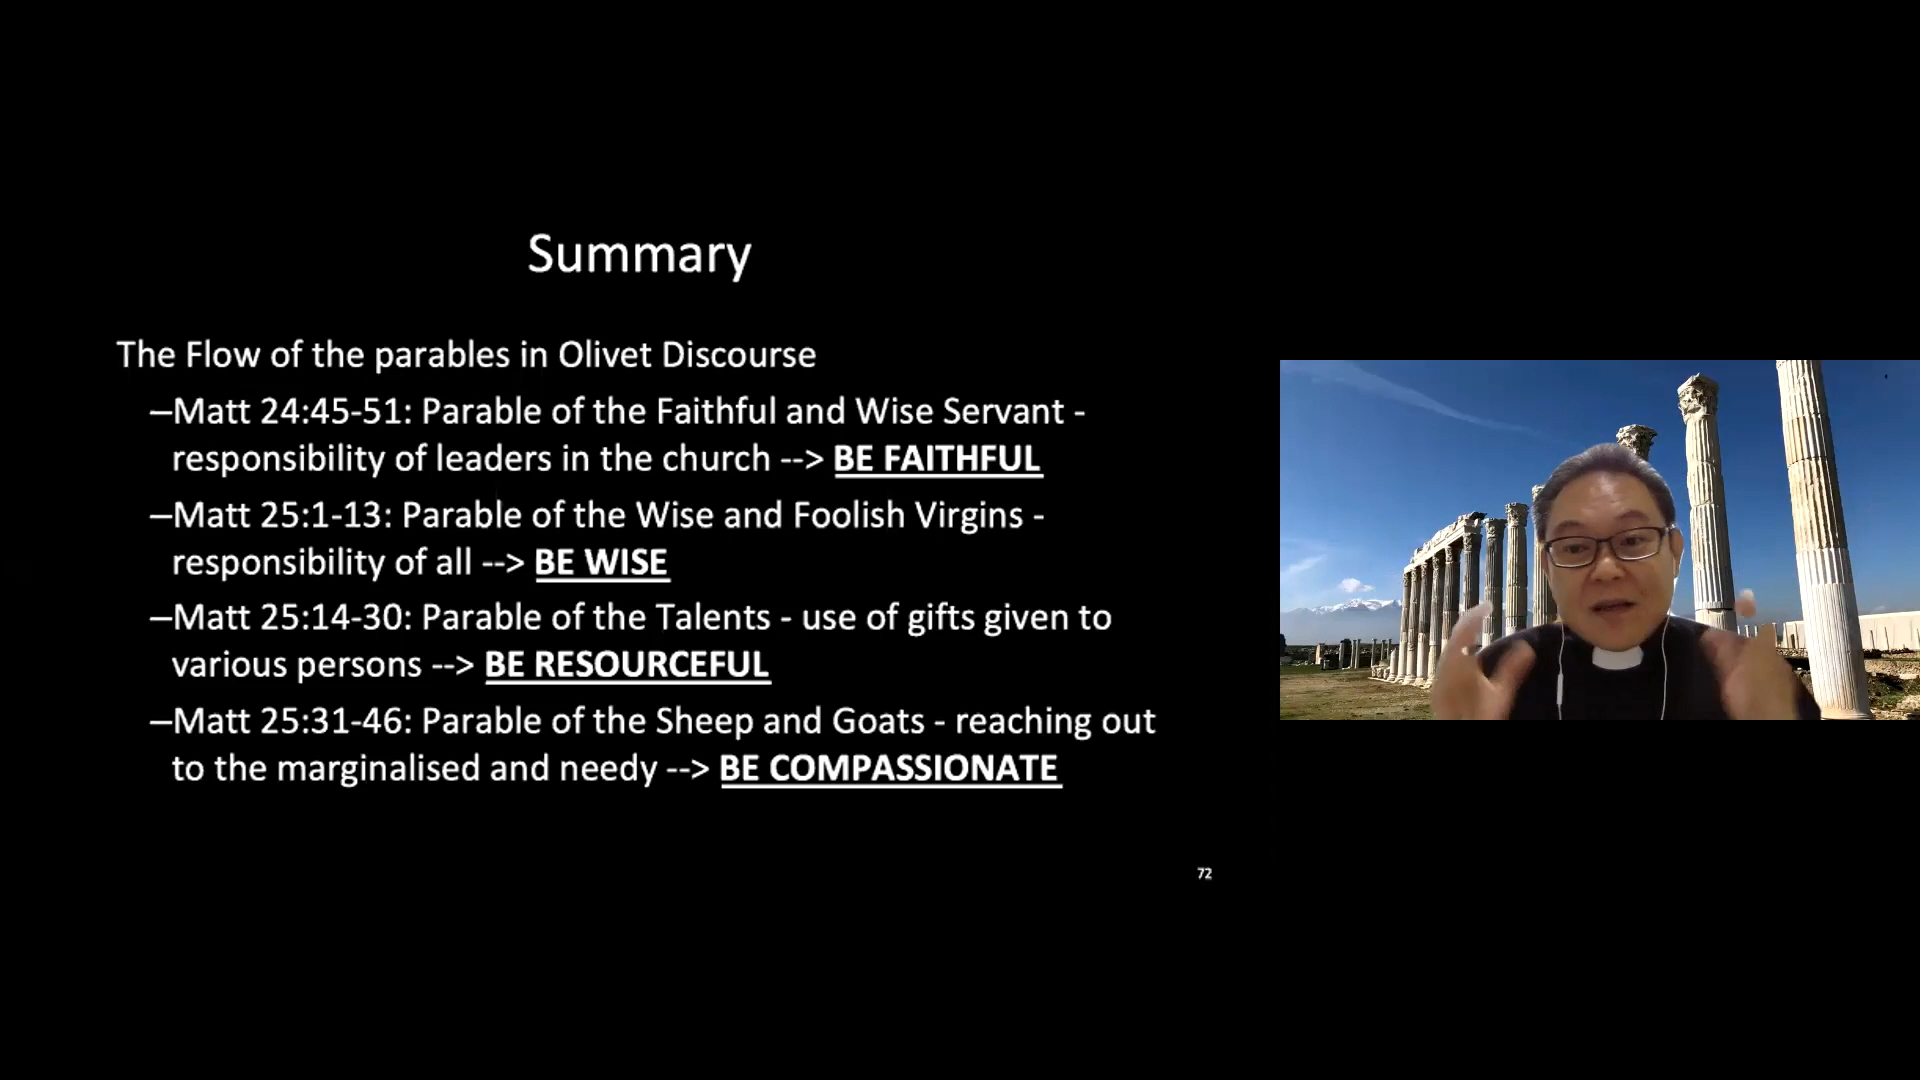 Summary
The Flow of the parables in Olivet Discourse
–Matt 24:45-51: Parable of the Faithful and Wise Servant -
responsibility of leaders in the church --> BE FAITHFUL
–Matt 25:1-13: Parable of the Wise and Foolish Virgins -
responsibility of all --> BE WISE
–Matt 25:14-30: Parable of the Talents - use of gifts given to
various persons --> BE RESOURCEFUL
–Matt 25:31-46: Parable of the Sheep and Goats - reaching out
to the marginalised and needy --> BE COMPASSIONATE
72